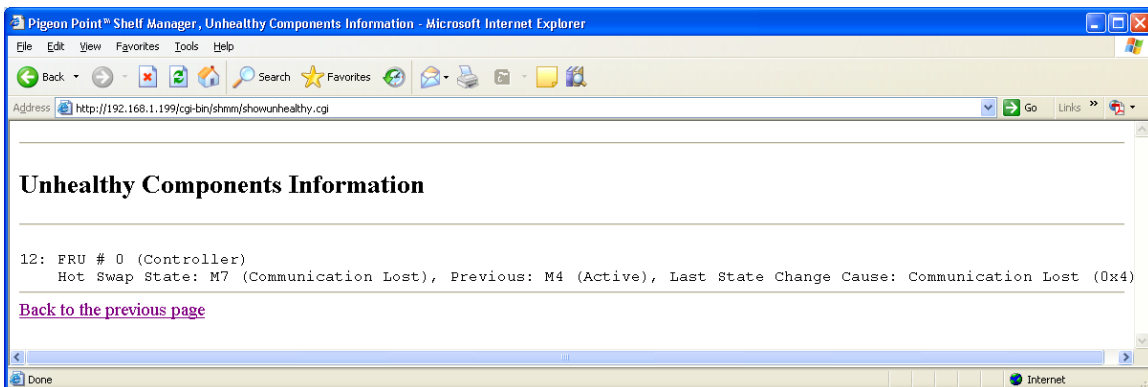 Pigeon Point™ Shelf Manager, Unhealthy Components Information - Microsoft Internet Explorer
File Edit View Favorites Tools Help
Back Search Favorites
Address http://192.168.1.199/cgi-bin/shmm/showunhealthy.cgi Go Links »
Unhealthy Components Information
12: FRU # 0 (Controller)
Hot Swap State: M7 (Communication Lost), Previous: M4 (Active), Last State Change Cause: Communication Lost (0x4)
Back to the previous page
Done Internet